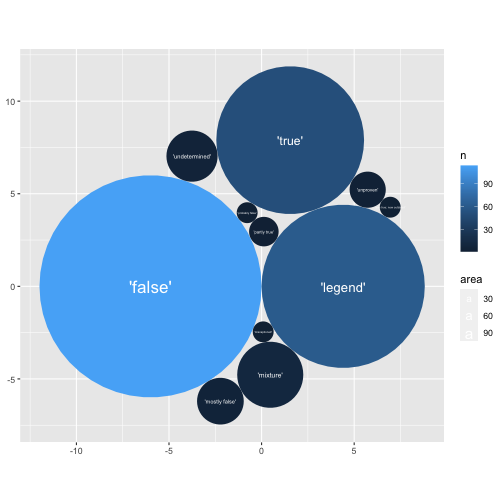 'true'
'undetermined'
'unproven'
'partly true'
'false'
'legend'
'mixture'
'mostly false'
10
5
0
-5
-10
-5
0
5
n
90
60
30
area
a 30
a 60
a 90